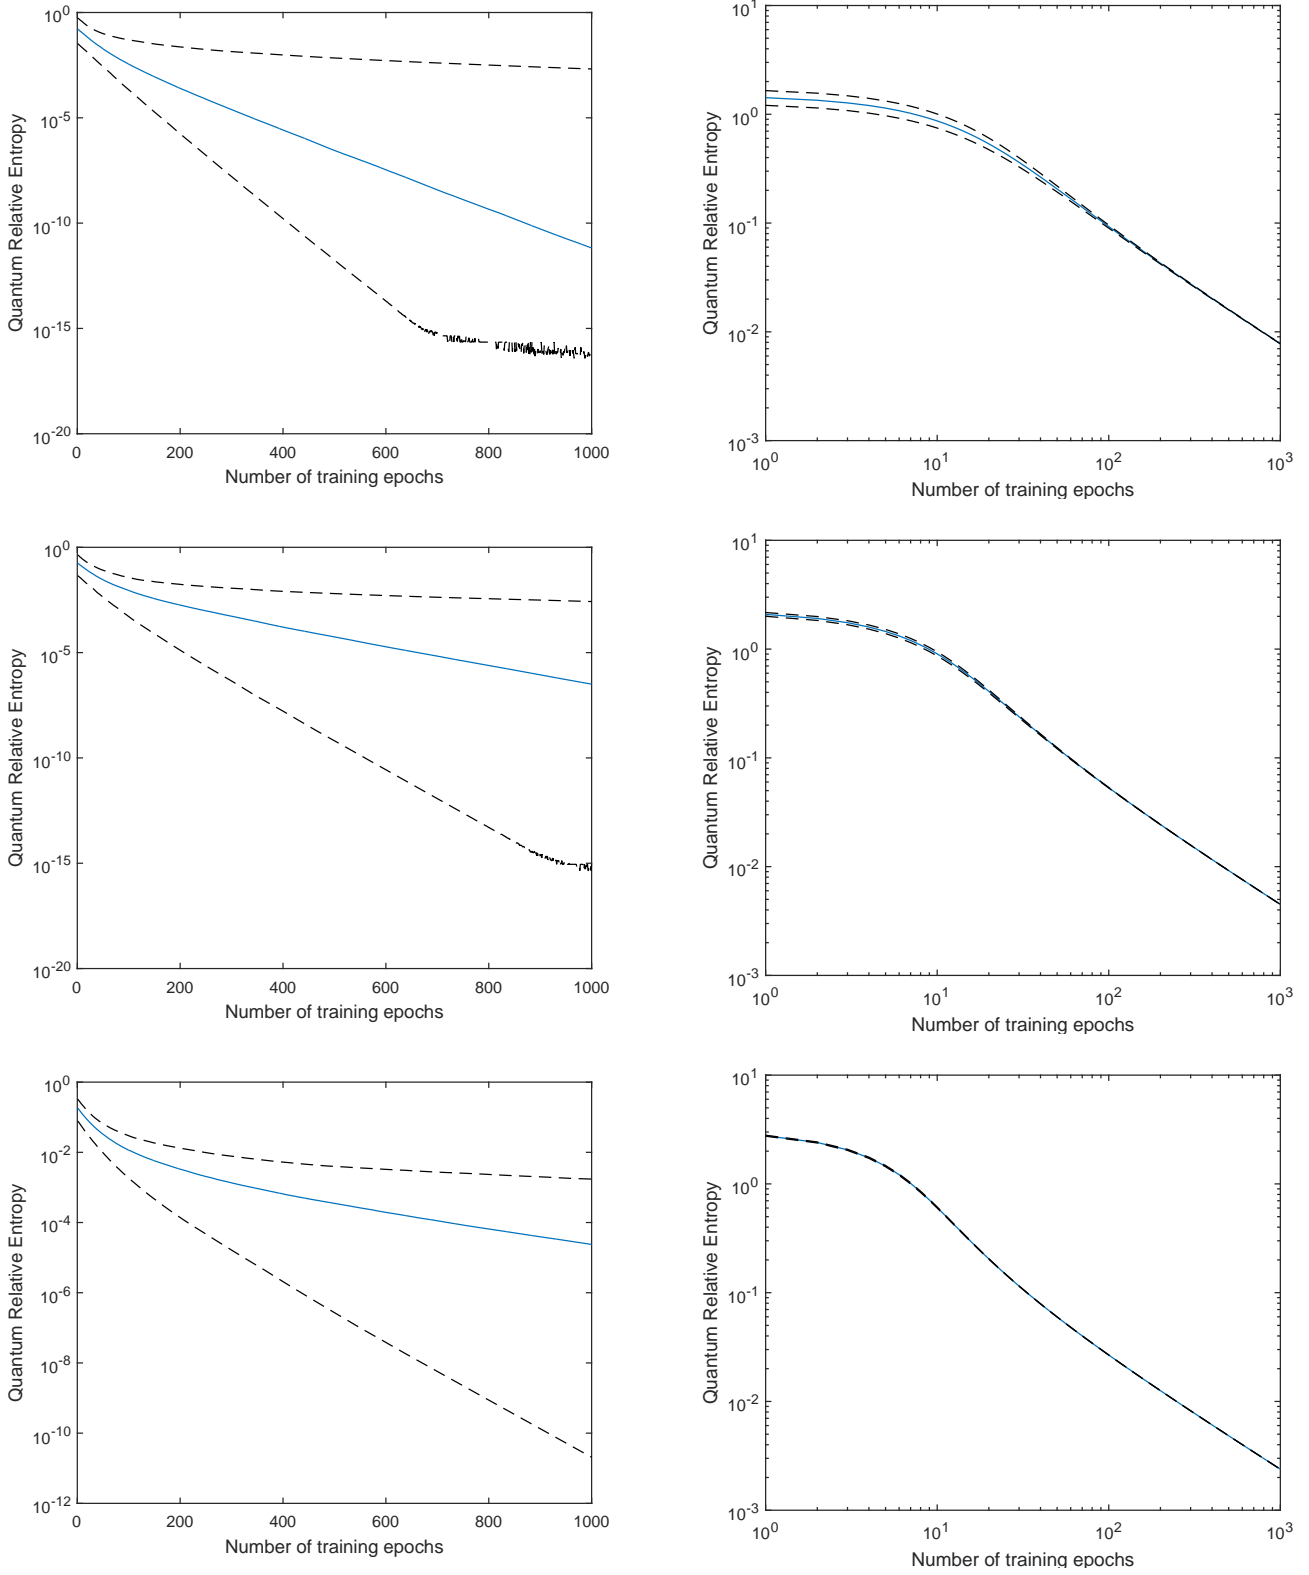 10^0
10^-5
10^-10
10^-15
10^-20
Quantum Relative Entropy
0 200 400 600 800 1000
Number of training epochs
10^1
10^0
10^-1
10^-2
10^-3
Quantum Relative Entropy
10^0 10^1 10^2 10^3
Number of training epochs
10^0
10^-5
10^-10
10^-15
10^-20
Quantum Relative Entropy
0 200 400 600 800 1000
Number of training epochs
10^1
10^0
10^-1
10^-2
10^-3
Quantum Relative Entropy
10^0 10^1 10^2 10^3
Number of training epochs
10^0
10^-2
10^-4
10^-6
10^-8
10^-10
10^-12
Quantum Relative Entropy
0 200 400 600 800 1000
Number of training epochs
10^1
10^0
10^-1
10^-2
10^-3
Quantum Relative Entropy
10^0 10^1 10^2 10^3
Number of training epochs